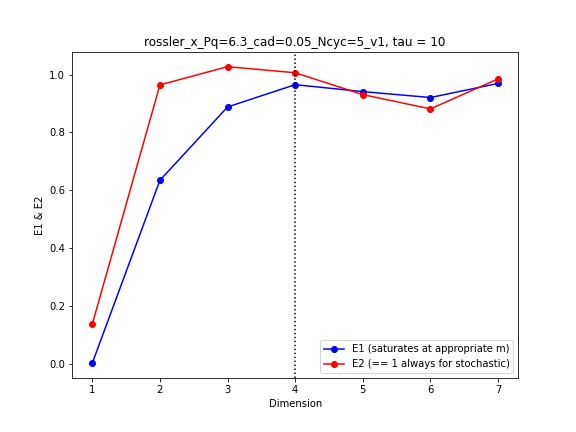 rossler_x_Pq=6.3_cad=0.05_Ncyc=5_v1, tau = 10
E1 & E2
1.0
0.8
0.6
0.4
0.2
0.0
E1 (saturates at appropriate m)
E2 (== 1 always for stochastic)
1 2 3 4 5 6 7
Dimension